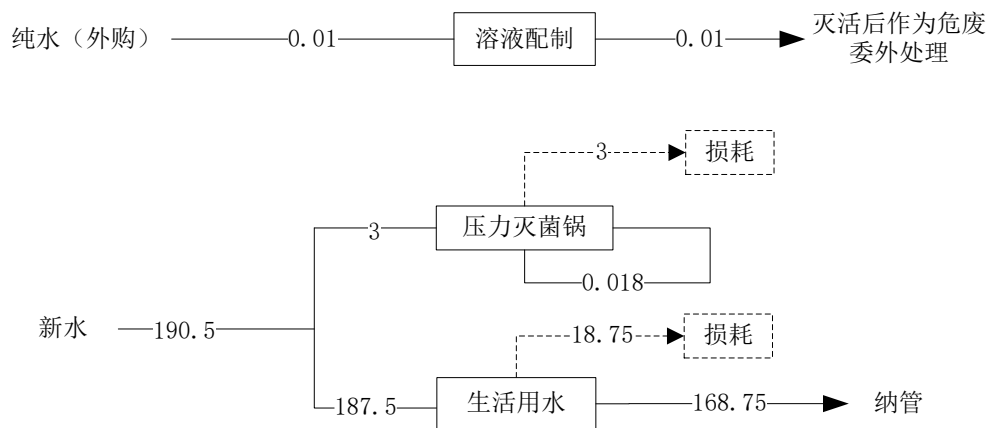 纯水（外购）
0.01
溶液配制
0.01
灭活后作为危废
委外处理
3
损耗
3
压力灭菌锅
0.018
新水
190.5
18.75
损耗
187.5
生活用水
168.75
纳管